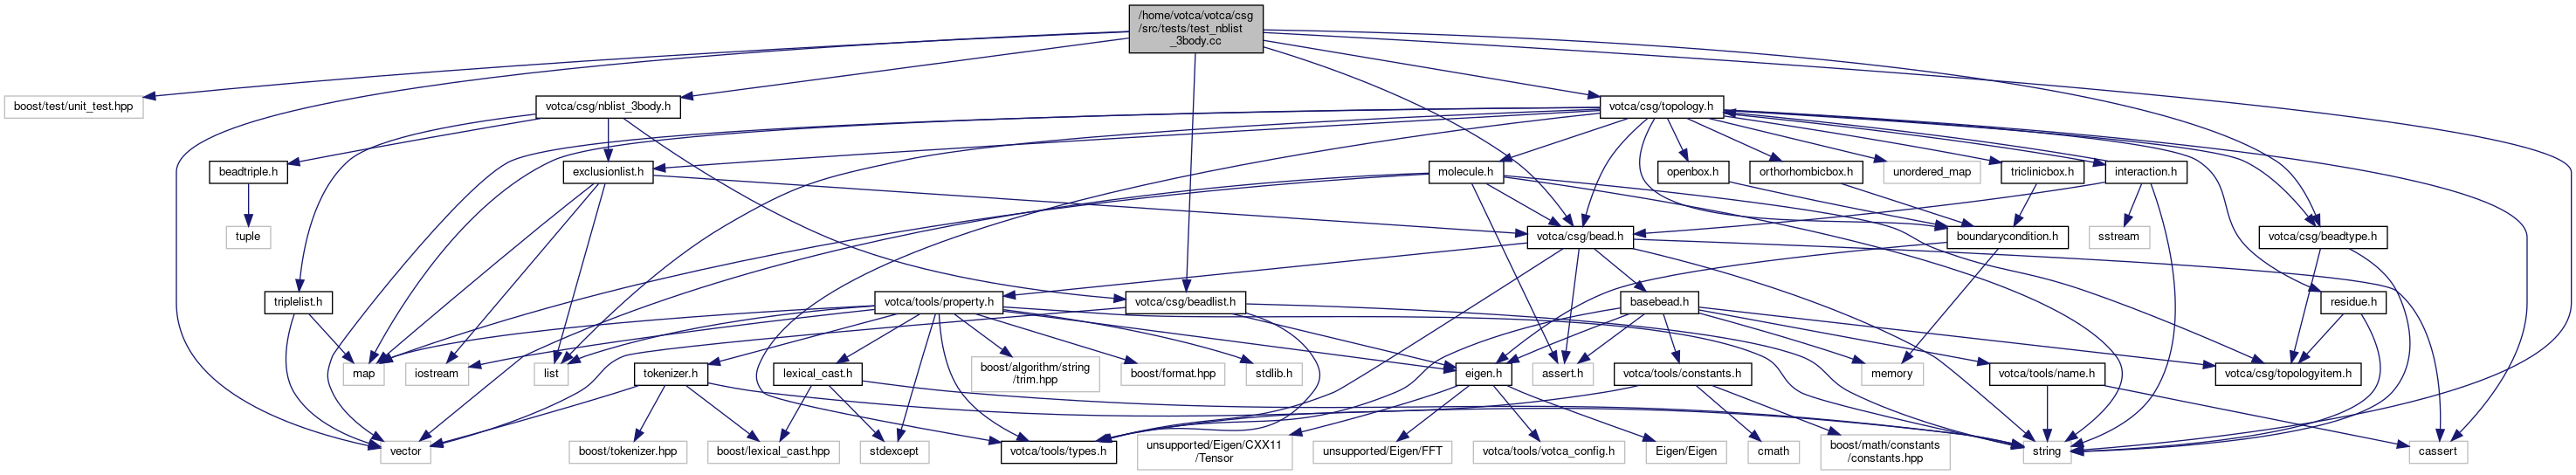 /home/votca/votca/csg
/src/tests/test_nblist
_3body.cc
boost/test/unit_test.hpp
votca/csg/nblist_3body.h
votca/csg/topology.h
beadtriple.h
exclusionlist.h
molecule.h
openbox.h
orthorhombicbox.h
unordered_map
triclinicbox.h
interaction.h
tuple
votca/csg/bead.h
boundarycondition.h
sstream
votca/csg/beadtype.h
triplelist.h
votca/tools/property.h
votca/csg/beadlist.h
basebead.h
residue.h
map
iostream
list
tokenizer.h
lexical_cast.h
boost/algorithm/string
/trim.hpp
boost/format.hpp
stdlib.h
eigen.h
assert.h
votca/tools/constants.h
memory
votca/tools/name.h
votca/csg/topologyitem.h
vector
boost/tokenizer.hpp
boost/lexical_cast.hpp
stdexcept
votca/tools/types.h
unsupported/Eigen/CXX11
/Tensor
unsupported/Eigen/FFT
votca/tools/votca_config.h
Eigen/Eigen
cmath
boost/math/constants
/constants.hpp
string
cassert